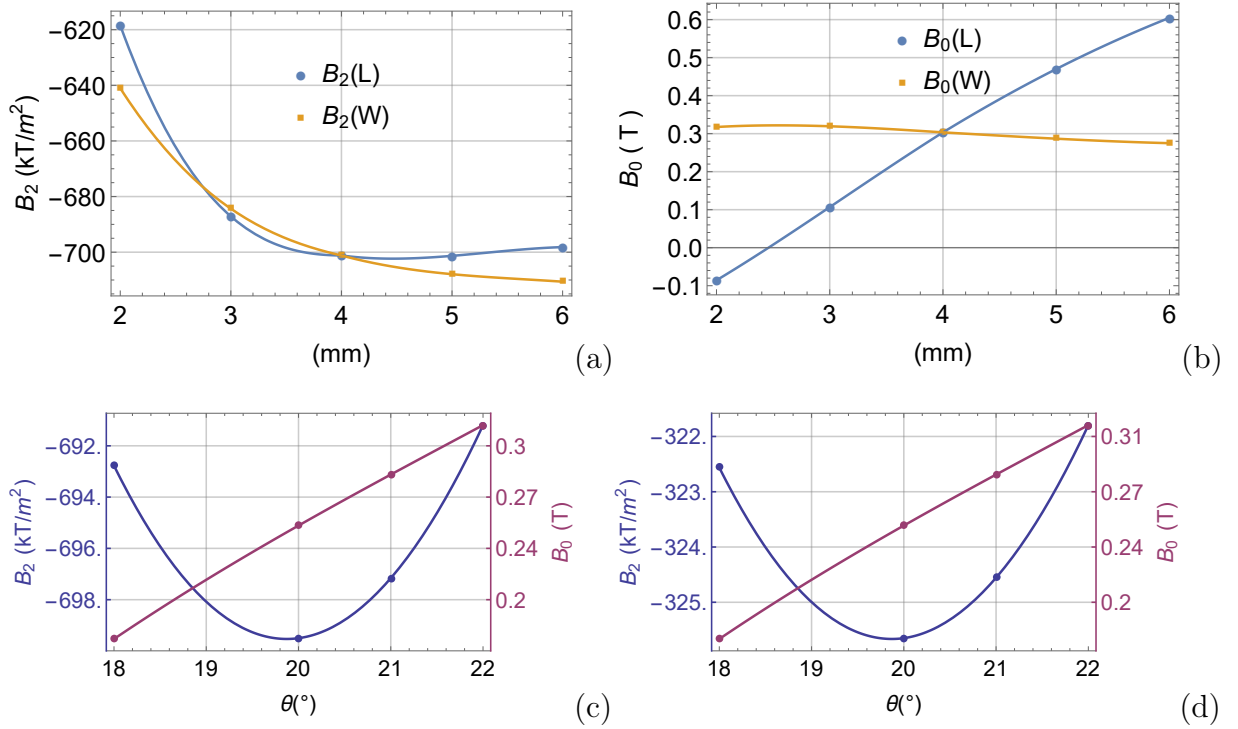 −620
−640
−660
−680
−700
B₂ (kT/m²)
B₂(L)
B₂(W)
2 3 4 5 6
(mm)
(a)
0.6
0.5
0.4
0.3
0.2
0.1
0.0
−0.1
B₀ ( T )
B₀(L)
B₀(W)
2 3 4 5 6
(mm)
(b)
−692.
−694.
−696.
−698.
B₂ (kT/m²)
0.3
0.27
0.24
0.2
B₀ (T)
18 19 20 21 22
θ(°)
(c)
−322.
−323.
−324.
−325.
B₂ (kT/m²)
0.31
0.27
0.24
0.2
B₀ (T)
18 19 20 21 22
θ(°)
(d)